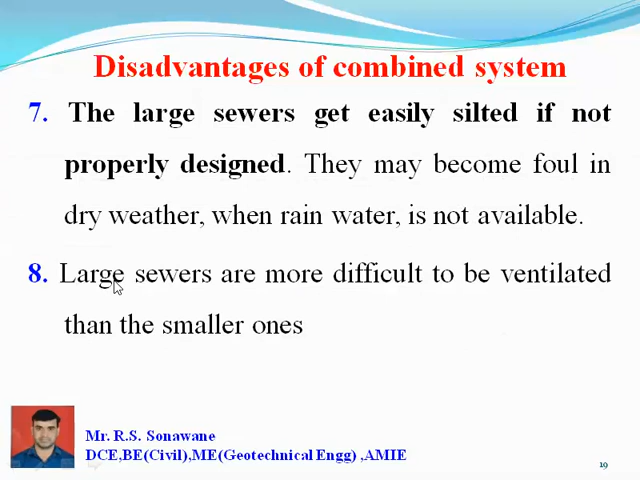 Disadvantages of combined system
7. The large sewers get easily silted if not
properly designed. They may become foul in
dry weather, when rain water, is not available.
8. Large sewers are more difficult to be ventilated
than the smaller ones
Mr. R.S. Sonawane
DCE,BE(Civil),ME(Geotechnical Engg) ,AMIE
19